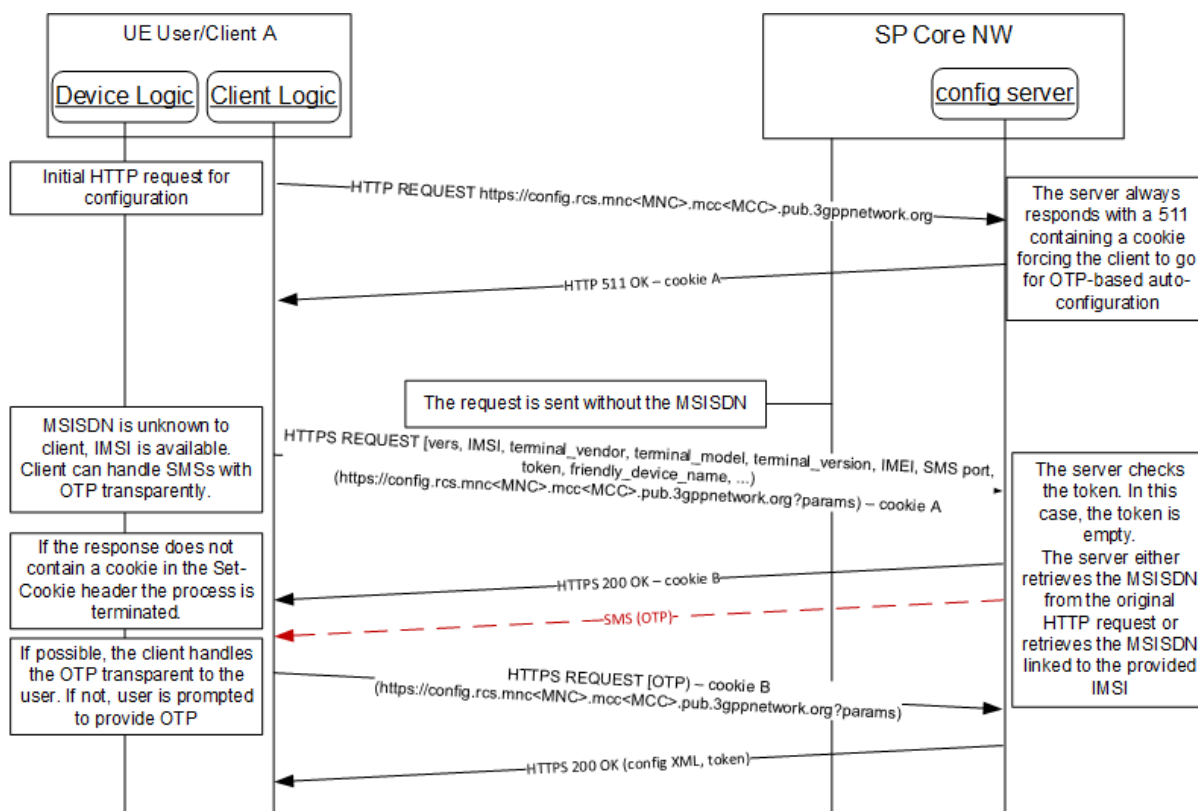 UE User/Client A
SP Core NW
Device Logic
Client Logic
config server
Initial HTTP request for
configuration
HTTP REQUEST https://config.rcs.mnc<MNC>.mcc<MCC>.pub.3gppnetwork.org
The server always
responds with a 511
containing a cookie
forcing the client to go
for OTP-based auto-
configuration
HTTP 511 OK – cookie A
The request is sent without the MSISDN
MSISDN is unknown to
client, IMSI is available.
Client can handle SMSs with
OTP transparently.
HTTPS REQUEST [vers, IMSI, terminal_vendor, terminal_model, terminal_version, IMEI, SMS port,
token, friendly_device_name, ...)
(https://config.rcs.mnc<MNC>.mcc<MCC>.pub.3gppnetwork.org?params) – cookie A
The server checks
the token. In this
case, the token is
empty.
The server either
retrieves the MSISDN
from the original
HTTP request or
retrieves the MSISDN
linked to the provided
IMSI
If the response does not
contain a cookie in the Set-
Cookie header the process is
terminated.
HTTPS 200 OK – cookie B
SMS (OTP)
If possible, the client handles
the OTP transparent to the
user. If not, user is prompted
to provide OTP
HTTPS REQUEST [OTP) – cookie B
(https://config.rcs.mnc<MNC>.mcc<MCC>.pub.3gppnetwork.org?params)
HTTPS 200 OK (config XML, token)